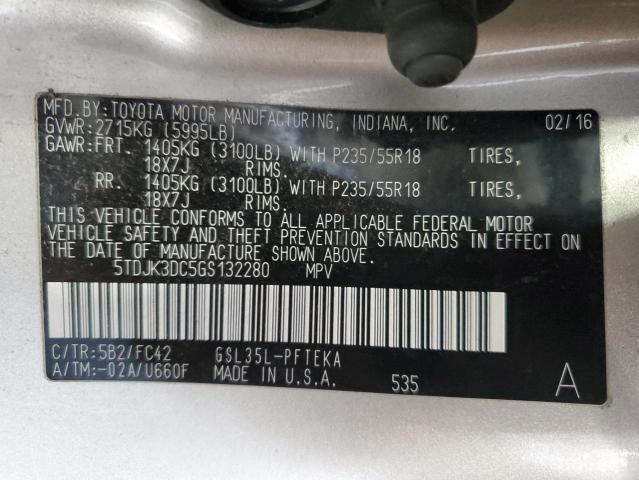 MFD. BY: TOYOTA MOTOR MANUFACTURING, INDIANA, INC. 02/16
GVWR: 2715KG (5995LB)
GAWR: FRT. 1405KG (3100LB) WITH P235/55R18 TIRES,
18X7J RIMS.
RR. 1405KG (3100LB) WITH P235/55R18 TIRES,
18X7J RIMS.
THIS VEHICLE CONFORMS TO ALL APPLICABLE FEDERAL MOTOR
VEHICLE SAFETY AND THEFT PREVENTION STANDARDS IN EFFECT ON
THE DATE OF MANUFACTURE SHOWN ABOVE.
5TDJK3DC5GS132280 MPV
C/TR: 5B2/FC42 GSL35L-PFTEKA
A/TM: -02A/U660F MADE IN U.S.A. 535 A